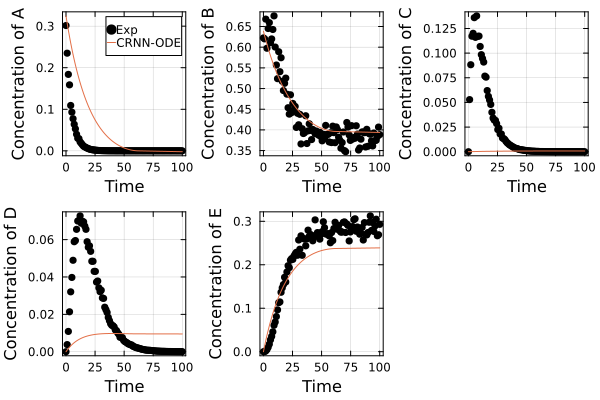 Concentration of A
0.3
0.2
0.1
0.0
0 25 50 75 100
Time
Exp
CRNN-ODE
Concentration of B
0.65
0.60
0.55
0.50
0.45
0.40
0.35
0 25 50 75 100
Time
Concentration of C
0.125
0.100
0.075
0.050
0.025
0.000
0 25 50 75 100
Time
Concentration of D
0.06
0.04
0.02
0.00
0 25 50 75 100
Time
Concentration of E
0.3
0.2
0.1
0.0
0 25 50 75 100
Time